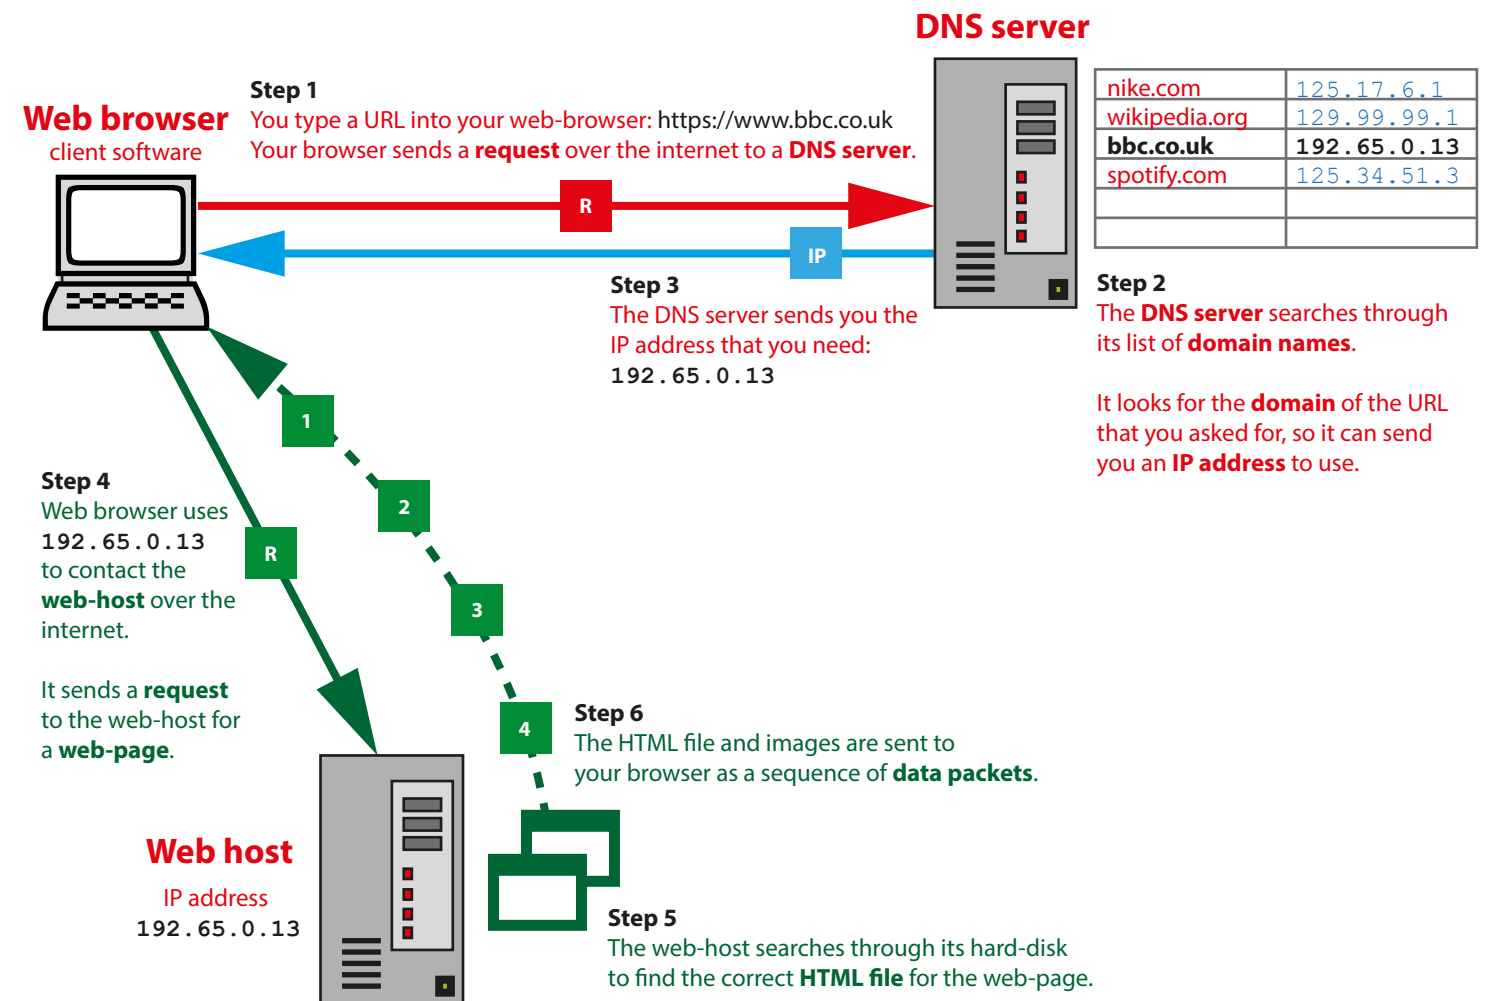 DNS server
Step 1
You type a URL into your web-browser: https://www.bbc.co.uk
Your browser sends a request over the internet to a DNS server.
Web browser
client software
nike.com 125.17.6.1
wikipedia.org 129.99.99.1
bbc.co.uk 192.65.0.13
spotify.com 125.34.51.3
R
IP
Step 2
The DNS server searches through
its list of domain names.
It looks for the domain of the URL
that you asked for, so it can send
you an IP address to use.
Step 3
The DNS server sends you the
IP address that you need:
192.65.0.13
Step 4
Web browser uses
192.65.0.13
to contact the
web-host over the
internet.
It sends a request
to the web-host for
a web-page.
R
1
2
3
4
Web host
IP address
192.65.0.13
Step 5
The web-host searches through its hard-disk
to find the correct HTML file for the web-page.
Step 6
The HTML file and images are sent to
your browser as a sequence of data packets.